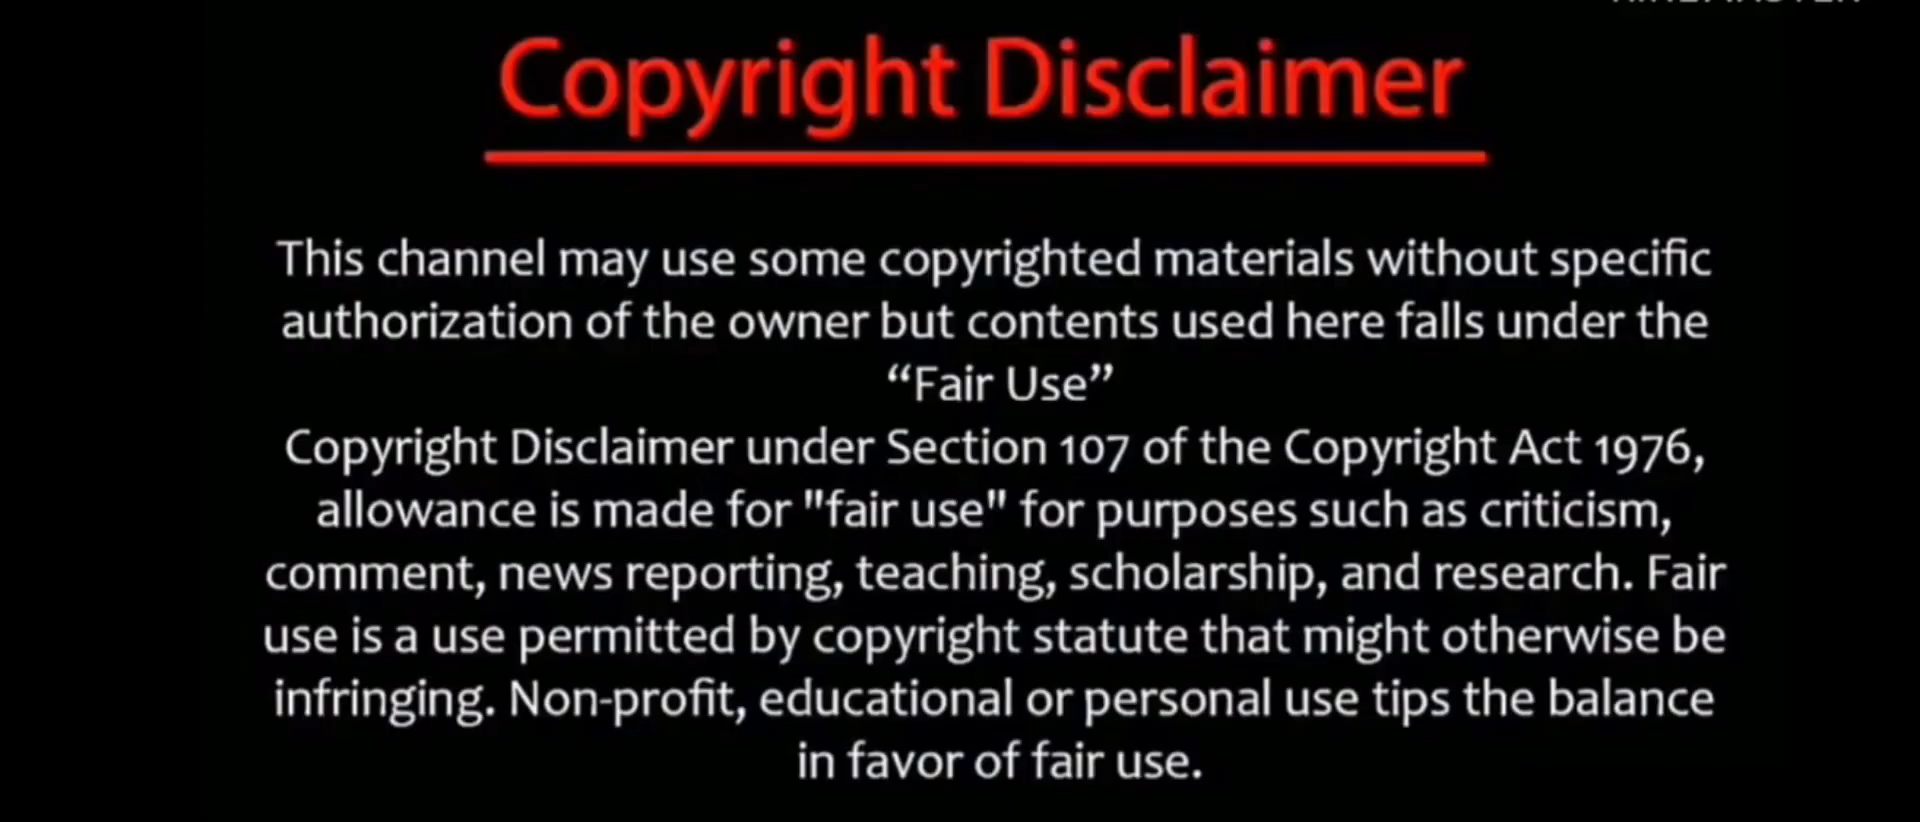 Copyright Disclaimer
This channel may use some copyrighted materials without specific
authorization of the owner but contents used here falls under the
“Fair Use”
Copyright Disclaimer under Section 107 of the Copyright Act 1976,
allowance is made for "fair use" for purposes such as criticism,
comment, news reporting, teaching, scholarship, and research. Fair
use is a use permitted by copyright statute that might otherwise be
infringing. Non-profit, educational or personal use tips the balance
in favor of fair use.